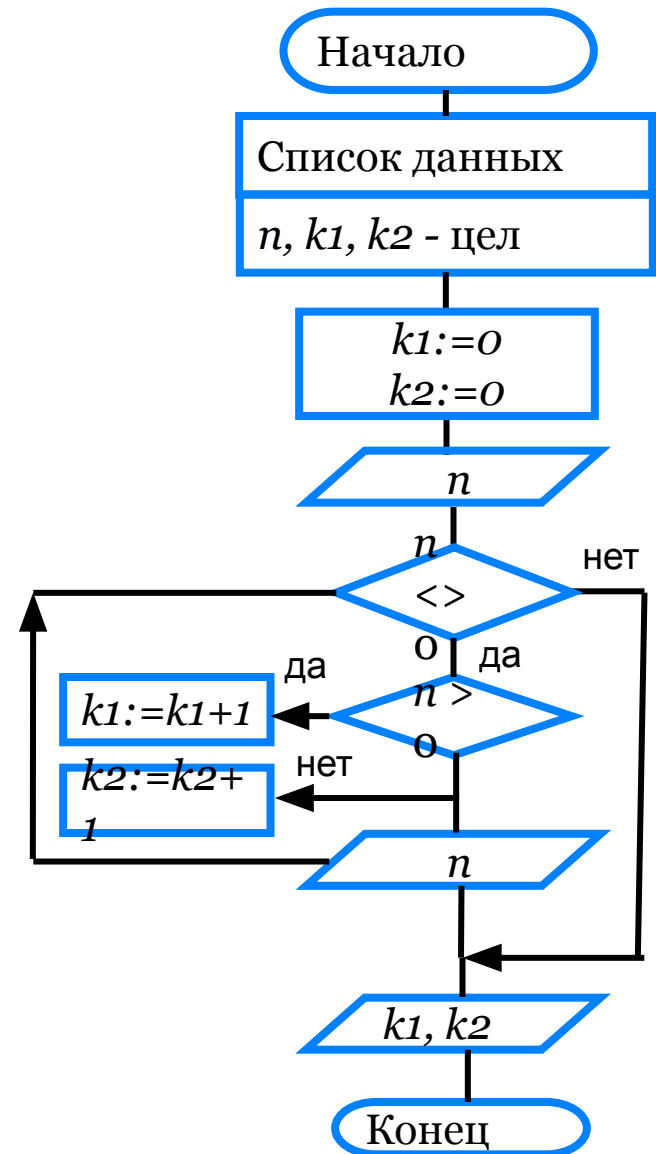 Начало
Список данных
n, k1, k2 - цел
k1:=0
k2:=0
n
n
<>
0
нет
да
n >
0
да
k1:=k1+1
нет
k2:=k2+
1
n
k1, k2
Конец